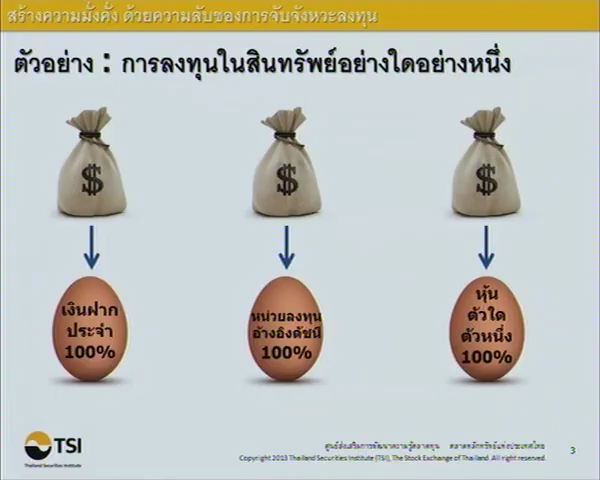 สร้างความมั่งคั่ง ด้วยความลับของการจับจังหวะลงทุน
ตัวอย่าง : การลงทุนในสินทรัพย์อย่างใดอย่างหนึ่ง
$
$
$
เงินฝาก
ประจำ
100%
หน่วยลงทุน
อ้างอิงดัชนี
100%
หุ้น
ตัวใด
ตัวหนึ่ง
100%
TSI
Thailand Securities Institute
ศูนย์ส่งเสริมการพัฒนาความรู้ตลาดทุน ตลาดหลักทรัพย์แห่งประเทศไทย
Copyright 2013 Thailand Securities Institute (TSI), The Stock Exchange of Thailand. All right reserved.
3